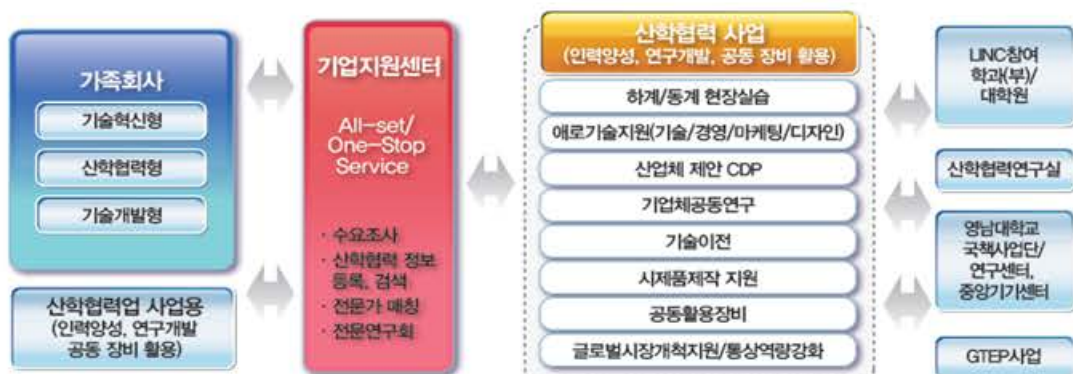 가족회사
기술혁신형
산학협력형
기술개발형
산학협력업 사업용
(인력양성, 연구개발
공동 장비 활용)
기업지원센터
All-set/
One-Stop
Service
· 수요조사
· 산학협력 정보
등록, 검색
· 전문가 매칭
· 전문연구회
산학협력 사업
(인력양성, 연구개발, 공동 장비 활용)
하계/동계 현장실습
애로기술지원(기술/경영/마케팅/디자인)
산업체 제안 CDP
기업체공동연구
기술이전
시제품제작 지원
공동활용장비
글로벌시장개척지원/통상역량강화
LINC참여
학과(부)/
대학원
산학협력연구실
영남대학교
국책사업단/
연구센터,
중앙기기센터
GTEP사업